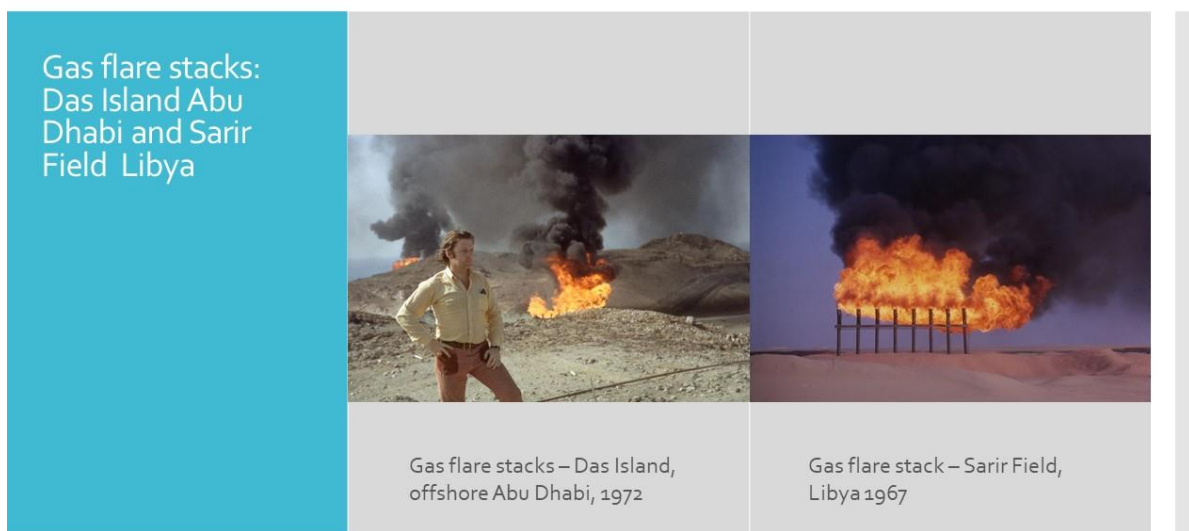 Gas flare stacks:
Das Island Abu
Dhabi and Sarir
Field  Libya
Gas flare stacks – Das Island,
offshore Abu Dhabi, 1972
Gas flare stack – Sarir Field,
Libya 1967